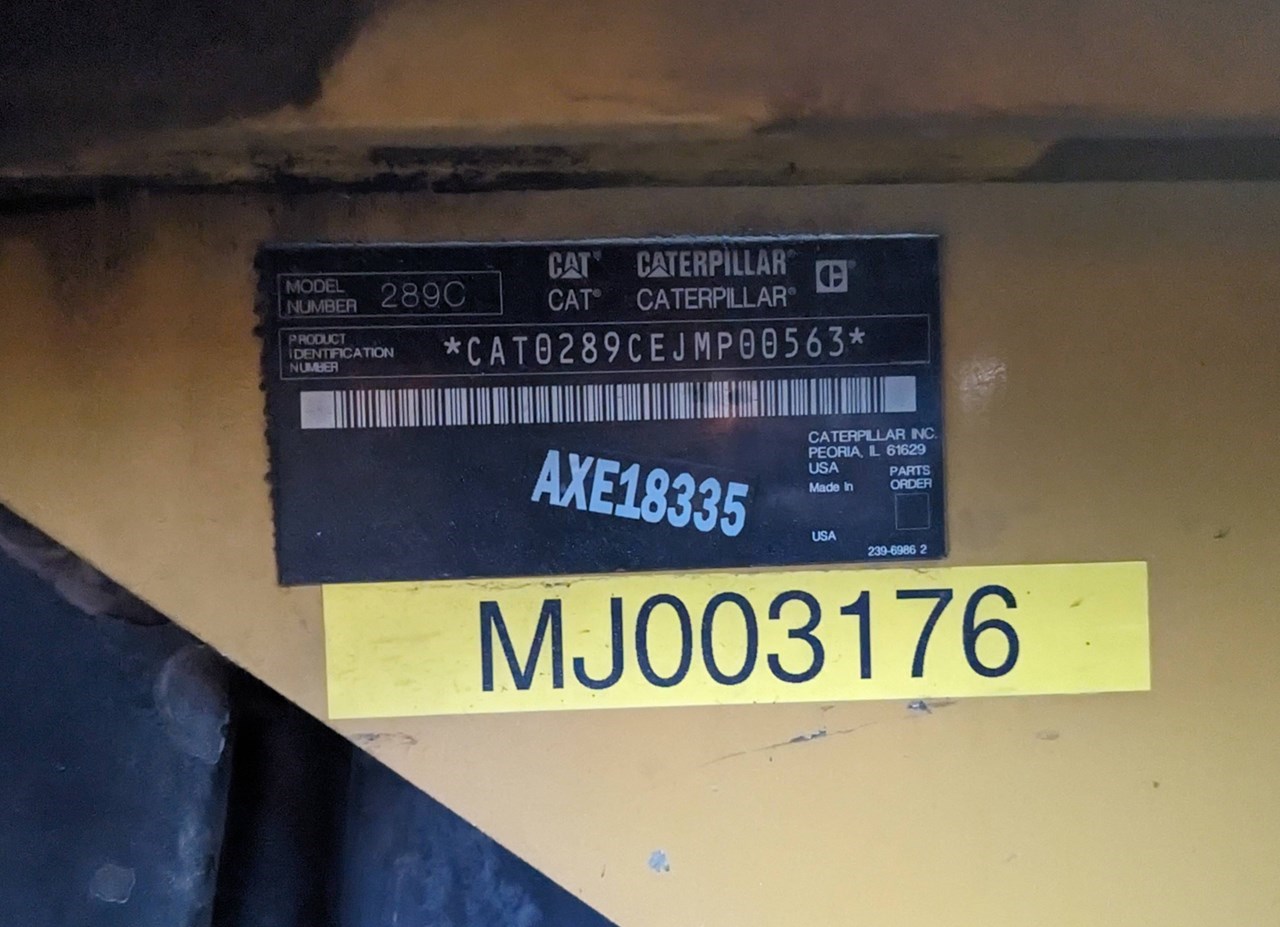 MODEL NUMBER 289C
CAT® CATERPILLAR®
CAT® CATERPILLAR®
PRODUCT
IDENTIFICATION
NUMBER
*CAT0289CEJMP00563*
AXE18335
CATERPILLAR INC.
PEORIA, IL 61629
USA
Made In
PARTS
ORDER
USA
239-6986 2
MJ003176